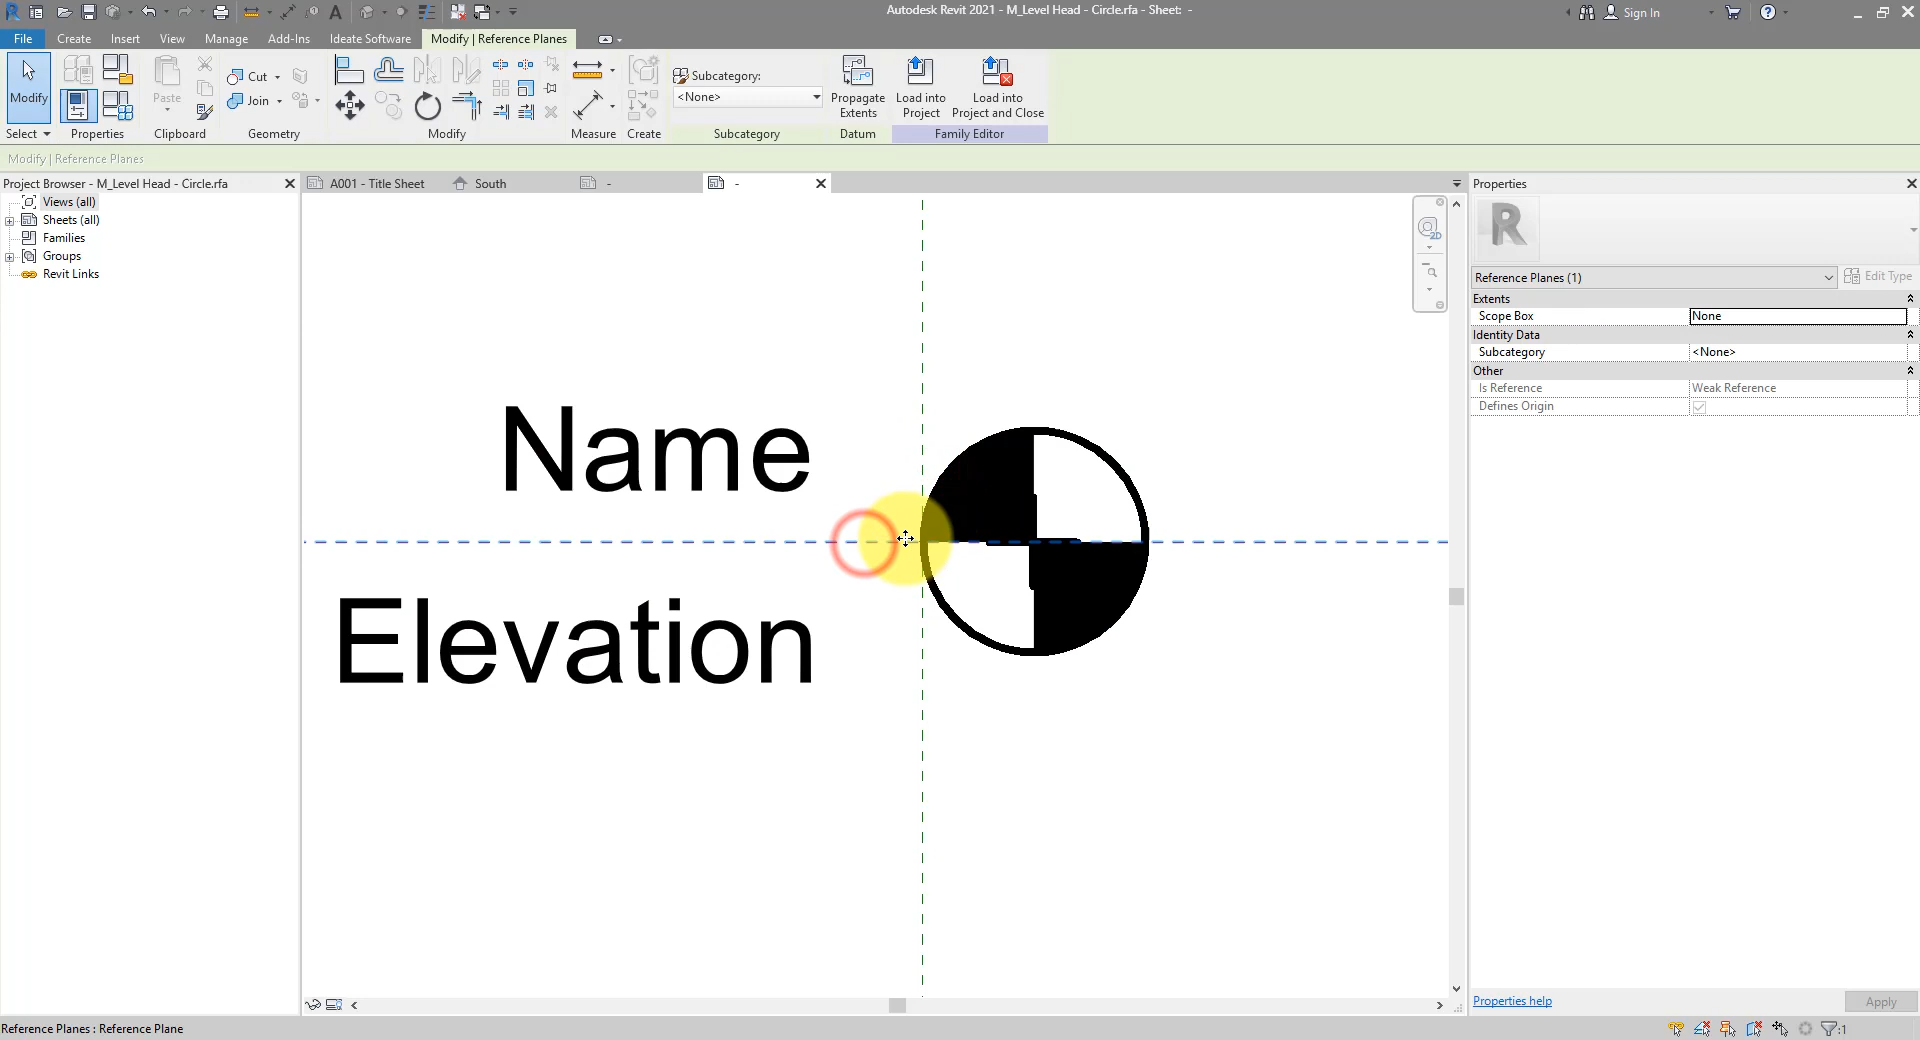 Autodesk Revit 2021 - M_Level Head - Circle.rfa - Sheet: -
Sign In
File Create Insert View Manage Add-Ins Ideate Software Modify | Reference Planes
Modify
Select
Properties
Paste
Clipboard
Cut
Join
Geometry
Modify
Measure
Create
Subcategory:
<None>
Subcategory
Propagate
Extents
Datum
Load into
Project
Load into
Project and Close
Family Editor
Modify | Reference Planes
Project Browser - M_Level Head - Circle.rfa
Views (all)
Sheets (all)
Families
Groups
Revit Links
A001 - Title Sheet
South
-
-
2D
Name
Elevation
Properties
R
Reference Planes (1)
Edit Type
Extents
Scope Box None
Identity Data
Subcategory <None>
Other
Is Reference Weak Reference
Defines Origin
Properties help
Apply
Reference Planes : Reference Plane
:1